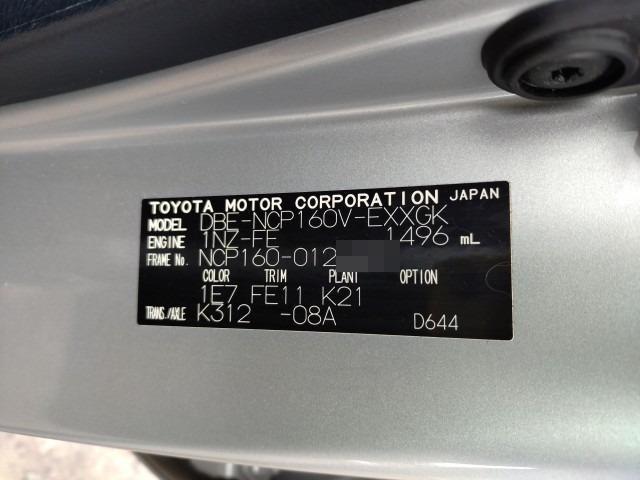 TOYOTA MOTOR CORPORATION JAPAN
MODEL DBE-NCP160V-EXXGK
ENGINE 1NZ-FE 1496 mL
FRAME No. NCP160-012
COLOR TRIM PLANT OPTION
1E7 FE11 K21
TRANS./AXLE K312 -08A D644